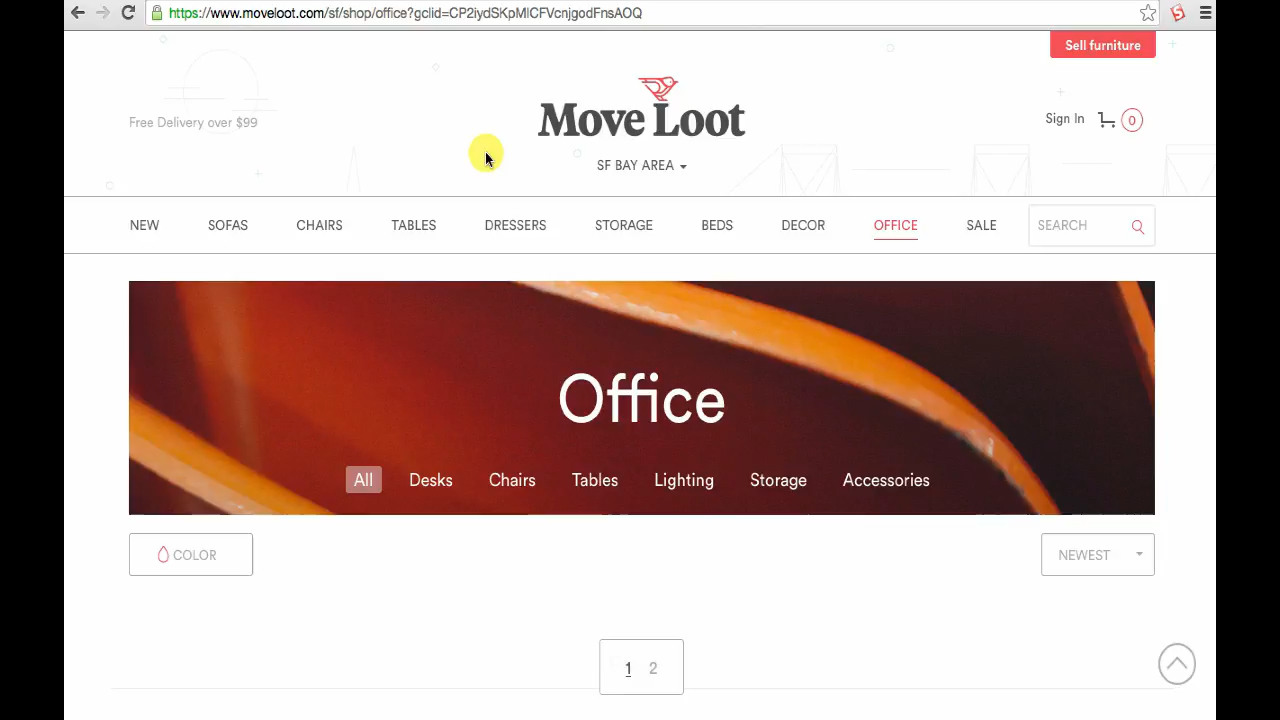 https://www.moveloot.com/sf/shop/office?gclid=CP2iydSKpMICFVcnjgodFnsAOQ
Sell furniture
Free Delivery over $99
Move Loot
Sign In 0
SF BAY AREA
NEW SOFAS CHAIRS TABLES DRESSERS STORAGE BEDS DECOR OFFICE SALE SEARCH
Office
All Desks Chairs Tables Lighting Storage Accessories
COLOR NEWEST
1 2